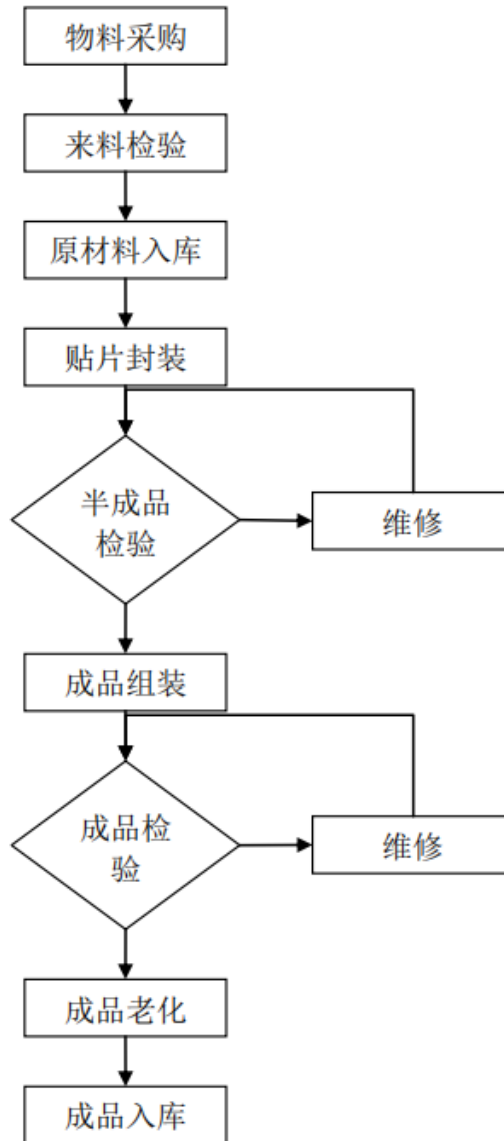 物料采购
来料检验
原材料入库
贴片封装
半成品
检验
维修
成品组装
成品检
验
维修
成品老化
成品入库